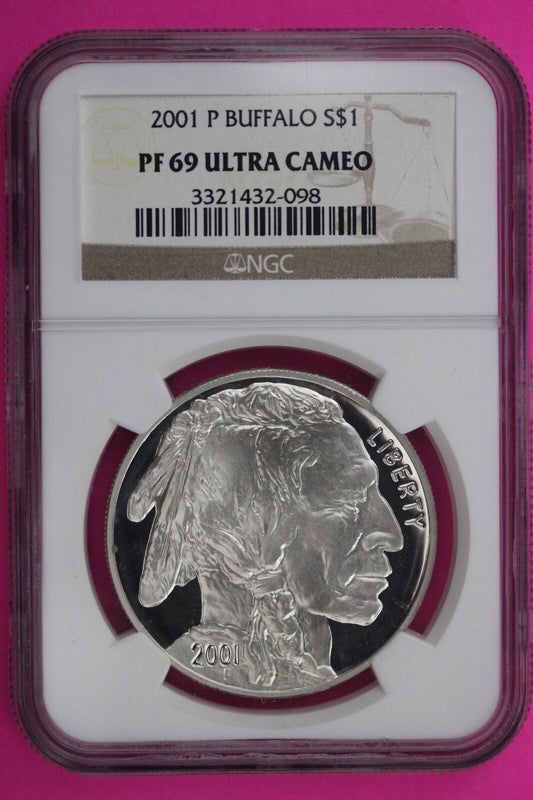 2001 P BUFFALO S$1
PF 69 ULTRA CAMEO
3321432-098
NGC
LIBERTY
2001
F